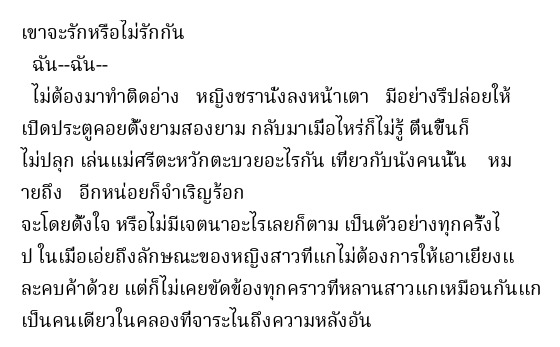 เขาจะรักหรือไม่รักกัน
ฉัน--ฉัน--
ไม่ต้องมาทำติดอ่าง หญิงชรานั่งลงหน้าเตา มีอย่างรึปล่อยให้
เปิดประตูคอยตั้งยามสองยาม กลับมาเมื่อไหร่ก็ไม่รู้ ตื่นขึ้นก็
ไม่ปลุก เล่นแม่ศรีตะหวักตะบวยอะไรกัน เที่ยวกับนังคนนั้น หม
ายถึง อีกหน่อยก็จำเริญร้อก
จะโดยตั้งใจ หรือไม่มีเจตนาอะไรเลยก็ตาม เป็นตัวอย่างทุกครั้งไ
ป ในเมื่อเอ่ยถึงลักษณะของหญิงสาวที่แกไม่ต้องการให้เอาเยี่ยงแ
ละคบค้าด้วย แต่ก็ไม่เคยขัดข้องทุกคราวที่หลานสาวแกเหมือนกันแก
เป็นคนเดียวในคลองที่จาระไนถึงความหลังอัน